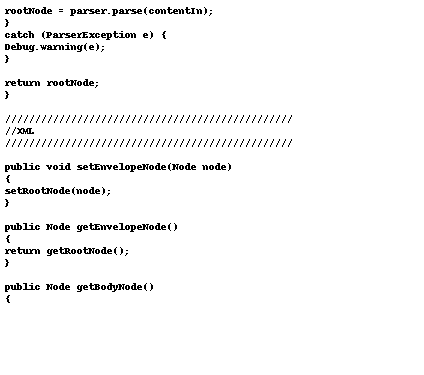 rootNode = parser.parse(contentIn);
}
catch (ParserException e) {
Debug.warning(e);
}
return rootNode;
}
////////////////////////////////////////////////
//XML
////////////////////////////////////////////////
public void setEnvelopeNode(Node node)
{
setRootNode(node);
}
public Node getEnvelopeNode()
{
return getRootNode();
}
public Node getBodyNode()
{